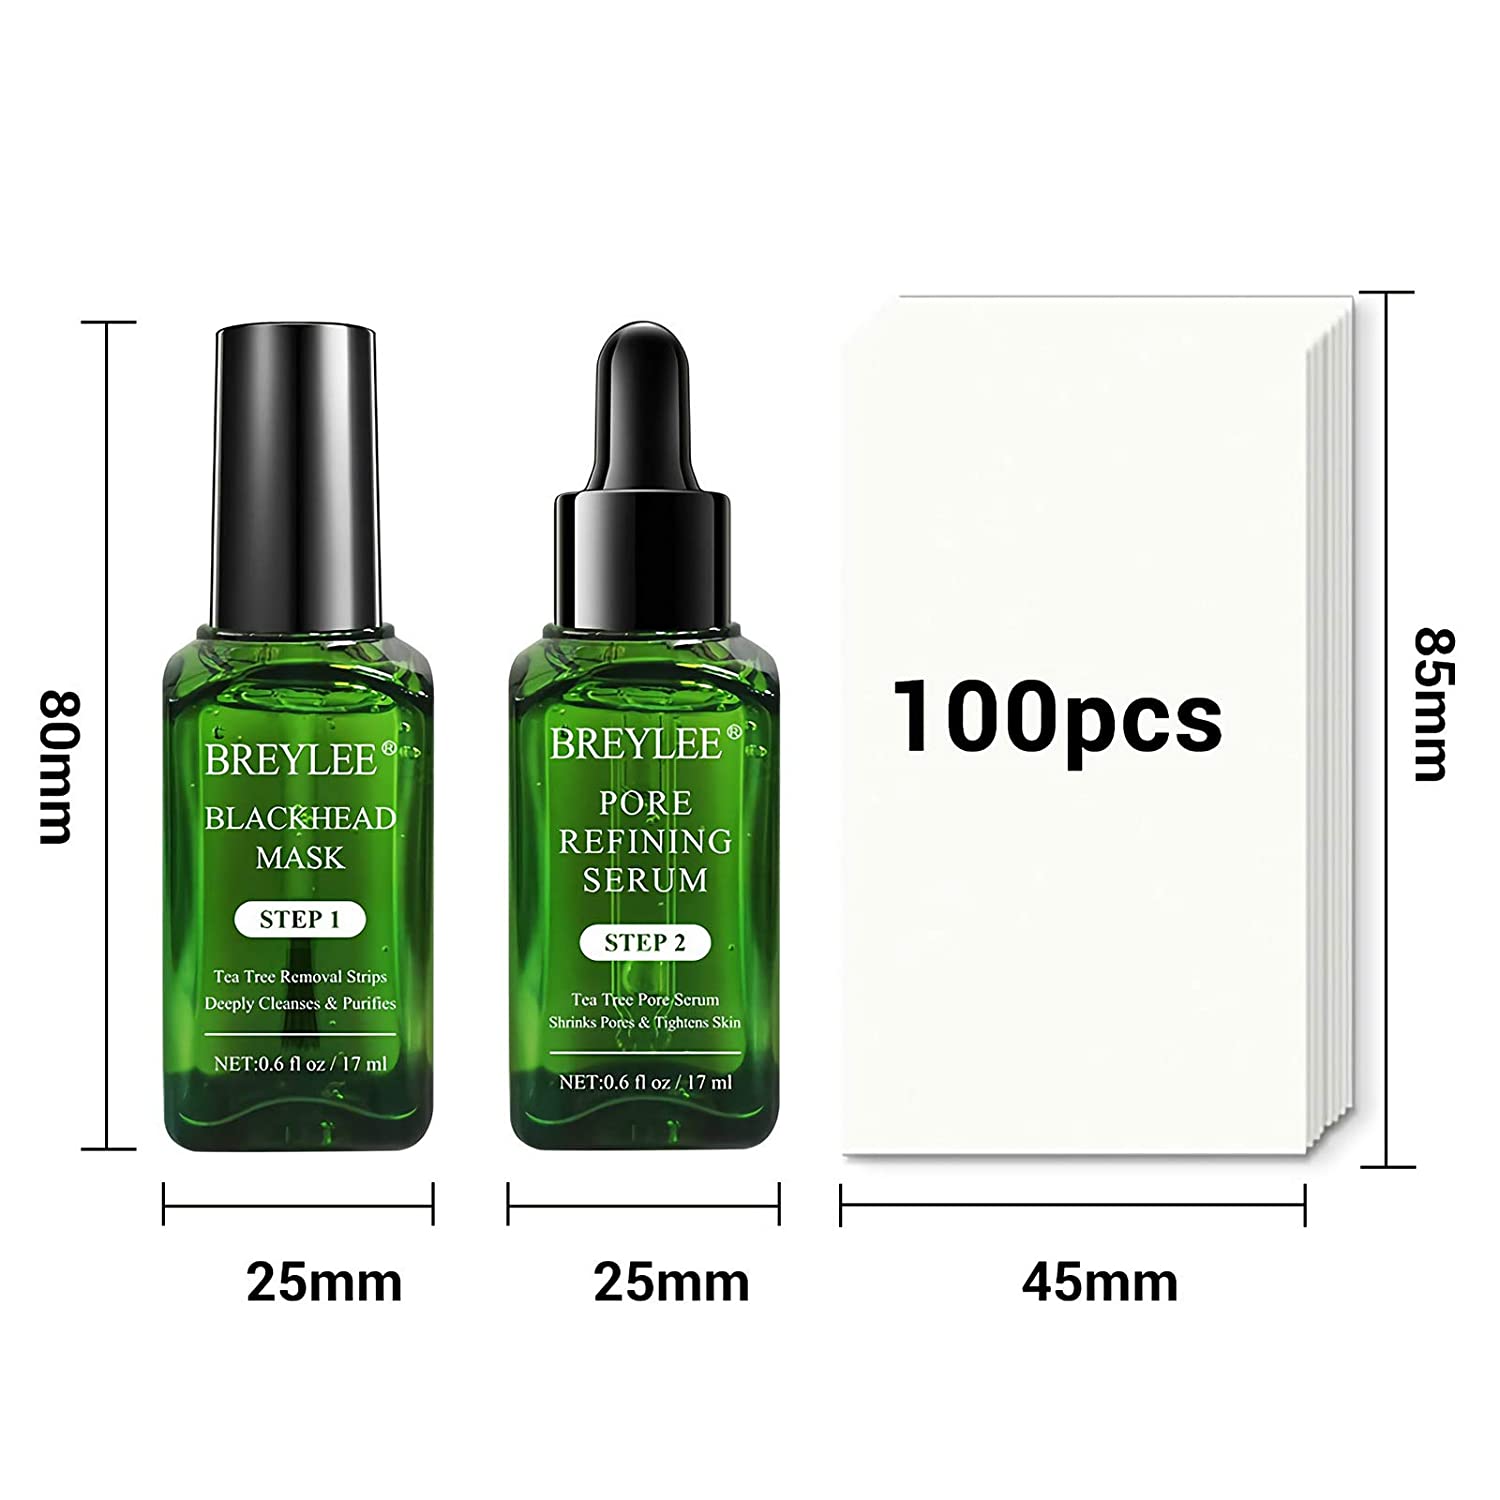 80mm
BREYLEE®
BLACKHEAD
MASK
STEP 1
Tea Tree Removal Strips
Deeply Cleanses & Purifies
NET:0.6 fl oz / 17 ml
25mm
BREYLEE®
PORE
REFINING
SERUM
STEP 2
Tea Tree Pore Serum
Shrinks Pores & Tightens Skin
NET:0.6 fl oz / 17 ml
25mm
100pcs
85mm
45mm